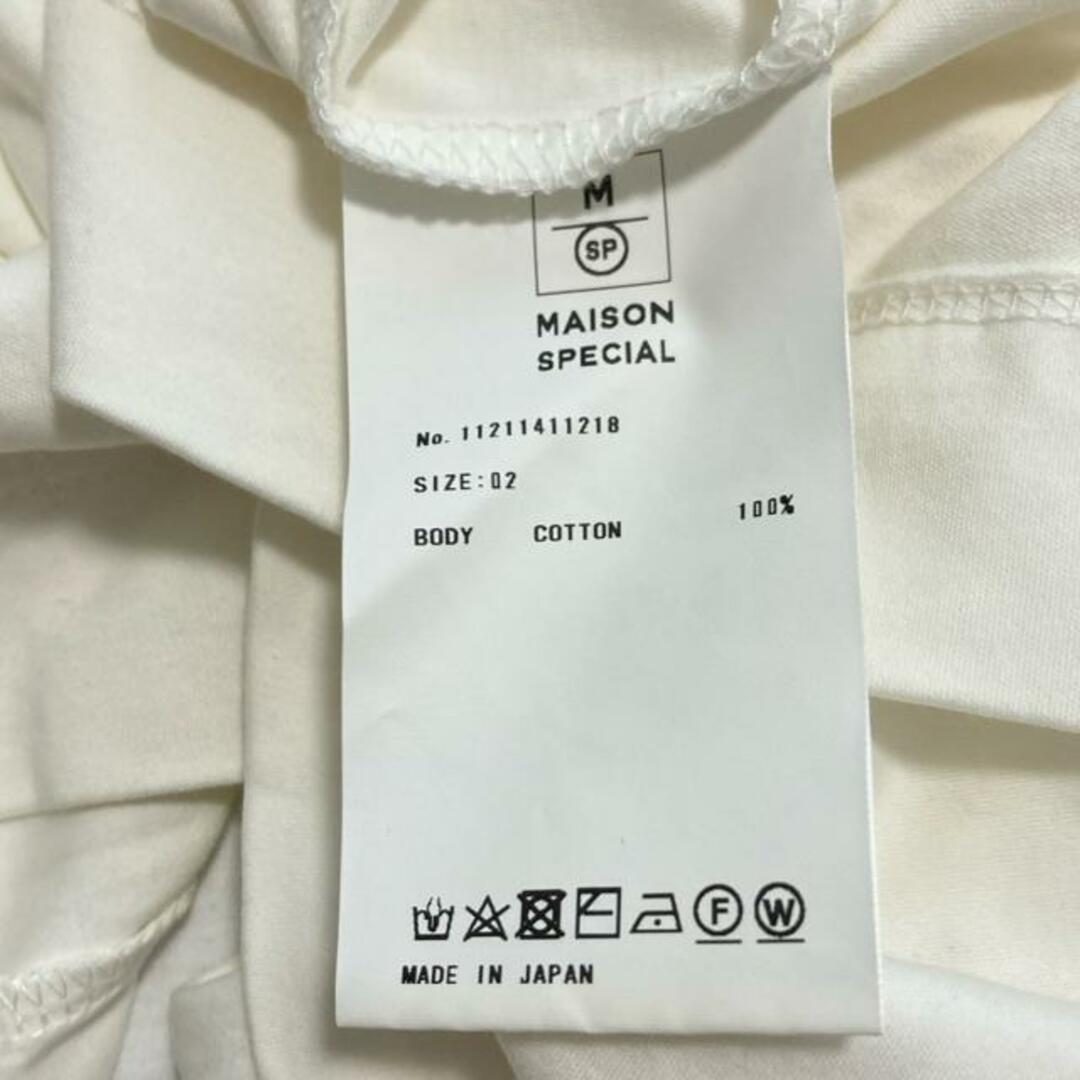 M
SP
MAISON
SPECIAL
No. 11211411218
SIZE:02
BODY COTTON 100%
F W
MADE IN JAPAN